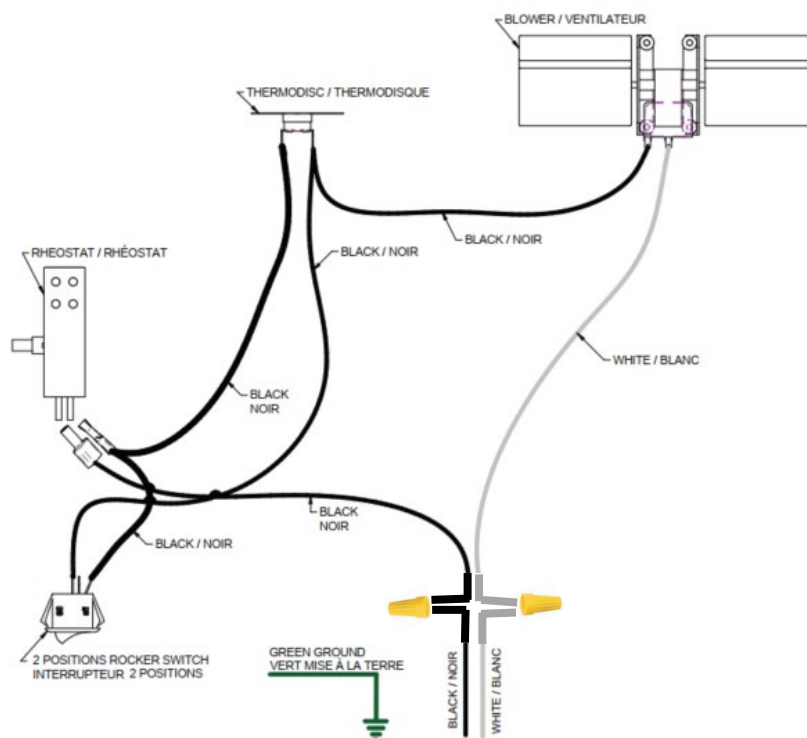 BLOWER / VENTILATEUR
THERMODISC / THERMODISQUE
BLACK / NOIR
BLACK / NOIR
RHEOSTAT / RHÉOSTAT
WHITE / BLANC
BLACK
NOIR
BLACK
NOIR
BLACK / NOIR
2 POSITIONS ROCKER SWITCH
INTERRUPTEUR 2 POSITIONS
GREEN GROUND
VERT MISE À LA TERRE
BLACK / NOIR
WHITE / BLANC